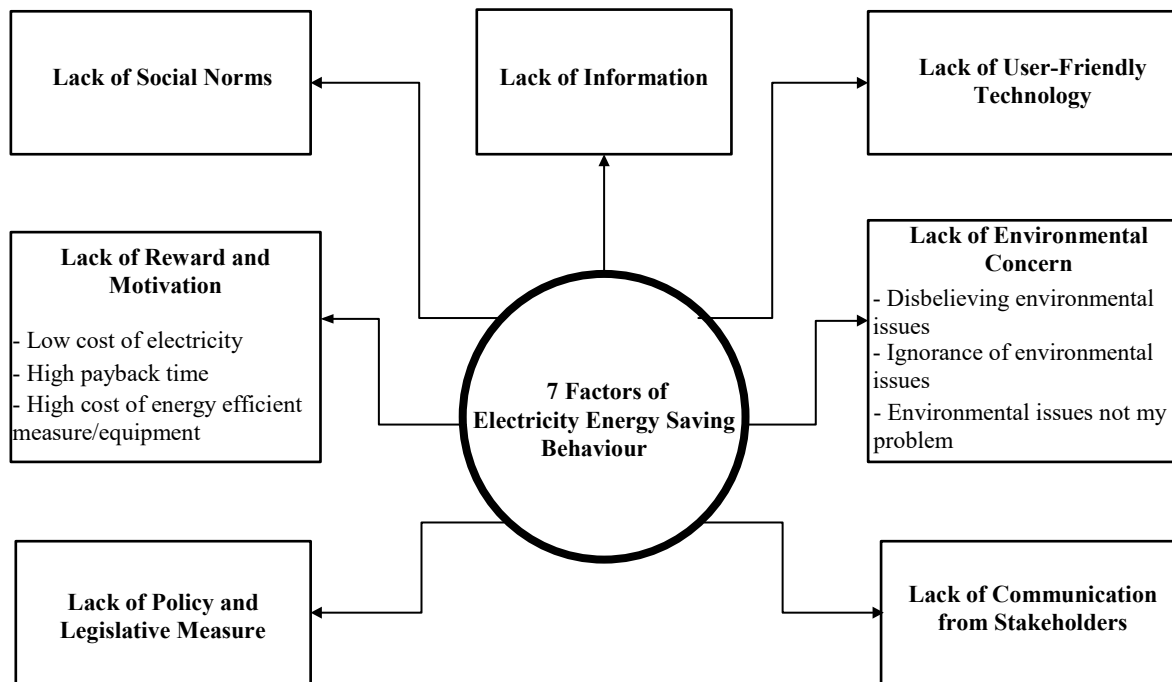 Lack of Social Norms
Lack of Information
Lack of User-Friendly
Technology
Lack of Reward and
Motivation
- Low cost of electricity
- High payback time
- High cost of energy efficient
measure/equipment
7 Factors of
Electricity Energy Saving
Behaviour
Lack of Environmental
Concern
- Disbelieving environmental
issues
- Ignorance of environmental
issues
- Environmental issues not my
problem
Lack of Policy and
Legislative Measure
Lack of Communication
from Stakeholders